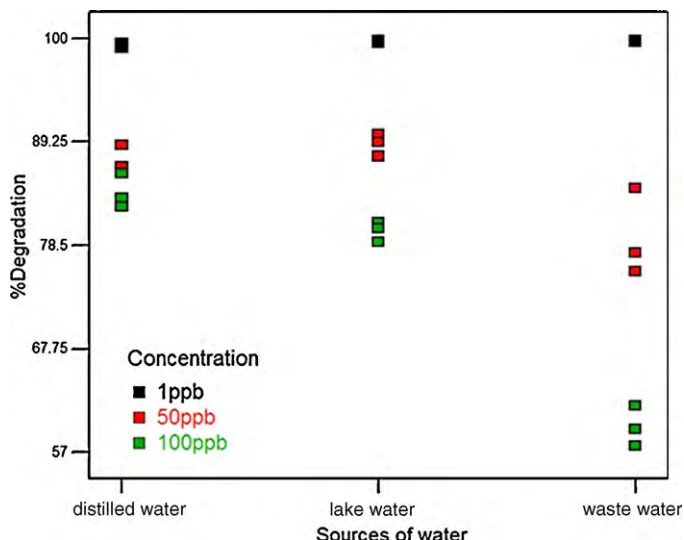 100
89.25
78.5
67.75
57
%Degradation
Concentration
1ppb
50ppb
100ppb
distilled water
lake water
waste water
Sources of water